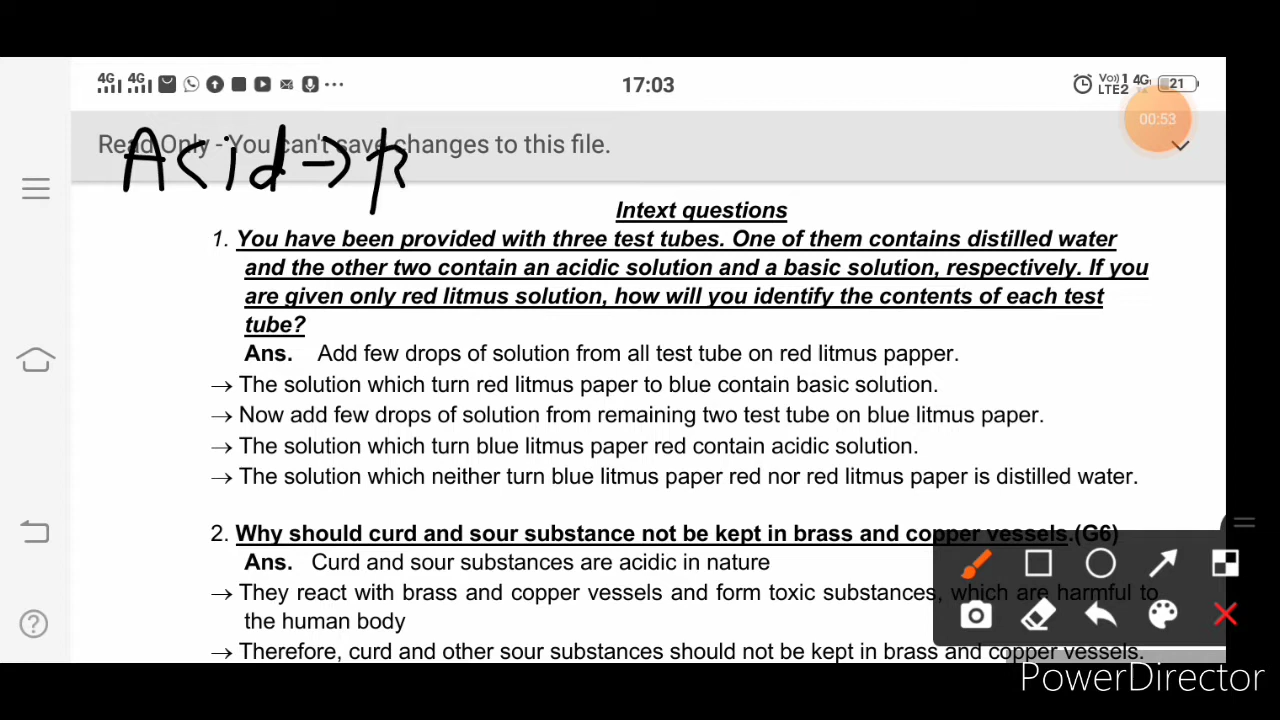 4G 4G 17:03 Vo) 1 4G LTE2 21
00:53
Read Only - You can't save changes to this file.
Acid →
Intext questions
1. You have been provided with three test tubes. One of them contains distilled water
and the other two contain an acidic solution and a basic solution, respectively. If you
are given only red litmus solution, how will you identify the contents of each test
tube?
Ans. Add few drops of solution from all test tube on red litmus papper.
→ The solution which turn red litmus paper to blue contain basic solution.
→ Now add few drops of solution from remaining two test tube on blue litmus paper.
→ The solution which turn blue litmus paper red contain acidic solution.
→ The solution which neither turn blue litmus paper red nor red litmus paper is distilled water.
2. Why should curd and sour substance not be kept in brass and copper vessels.(G6)
Ans. Curd and sour substances are acidic in nature
→ They react with brass and copper vessels and form toxic substances, which are harmful to
the human body
→ Therefore, curd and other sour substances should not be kept in brass and copper vessels.
PowerDirector